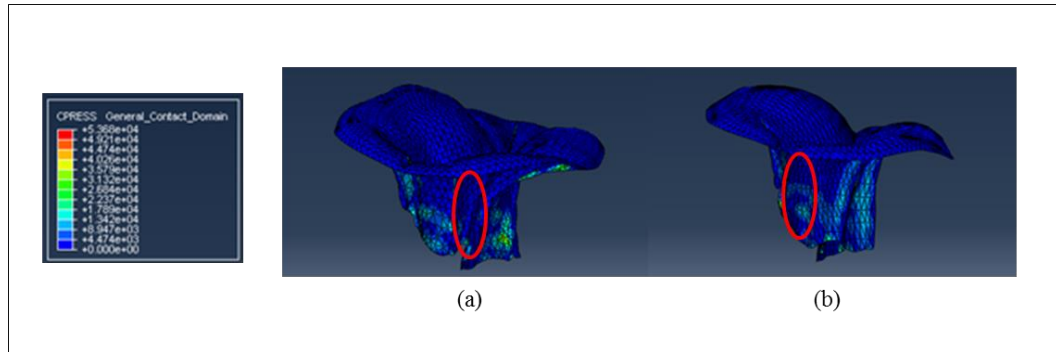 CPRESS General_Contact_Domain
+5.368e+04
+4.921e+04
+4.474e+04
+4.026e+04
+3.579e+04
+3.132e+04
+2.684e+04
+2.237e+04
+1.789e+04
+1.342e+04
+8.947e+03
+4.474e+03
+0.000e+00
(a)
(b)